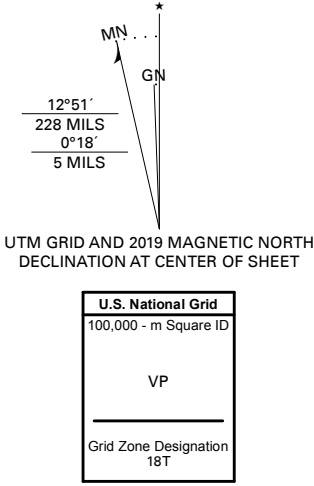 ★
MN
GN
12°51´
228 MILS
0°18´
5 MILS
UTM GRID AND 2019 MAGNETIC NORTH
DECLINATION AT CENTER OF SHEET
U.S. National Grid
100,000 - m Square ID
VP
Grid Zone Designation
18T